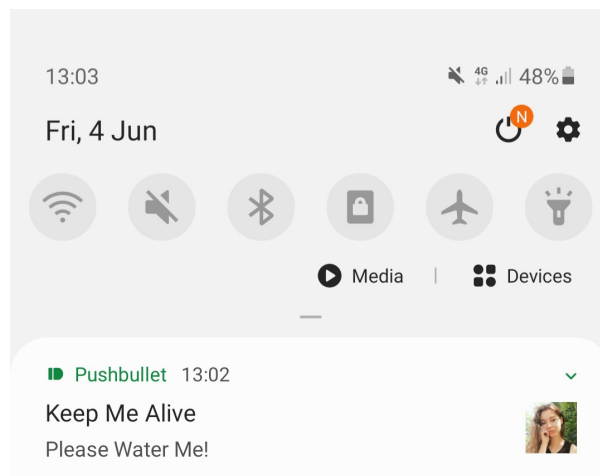 13:03 4G 48%
Fri, 4 Jun N
Media | Devices
Pushbullet 13:02
Keep Me Alive
Please Water Me!